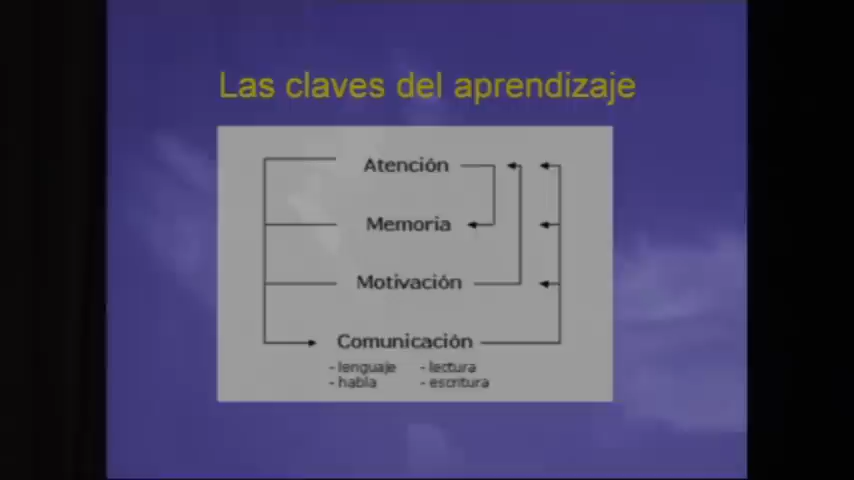 Las claves del aprendizaje
Atención
Memoria
Motivación
Comunicación
- lenguaje - lectura
- habla - escritura